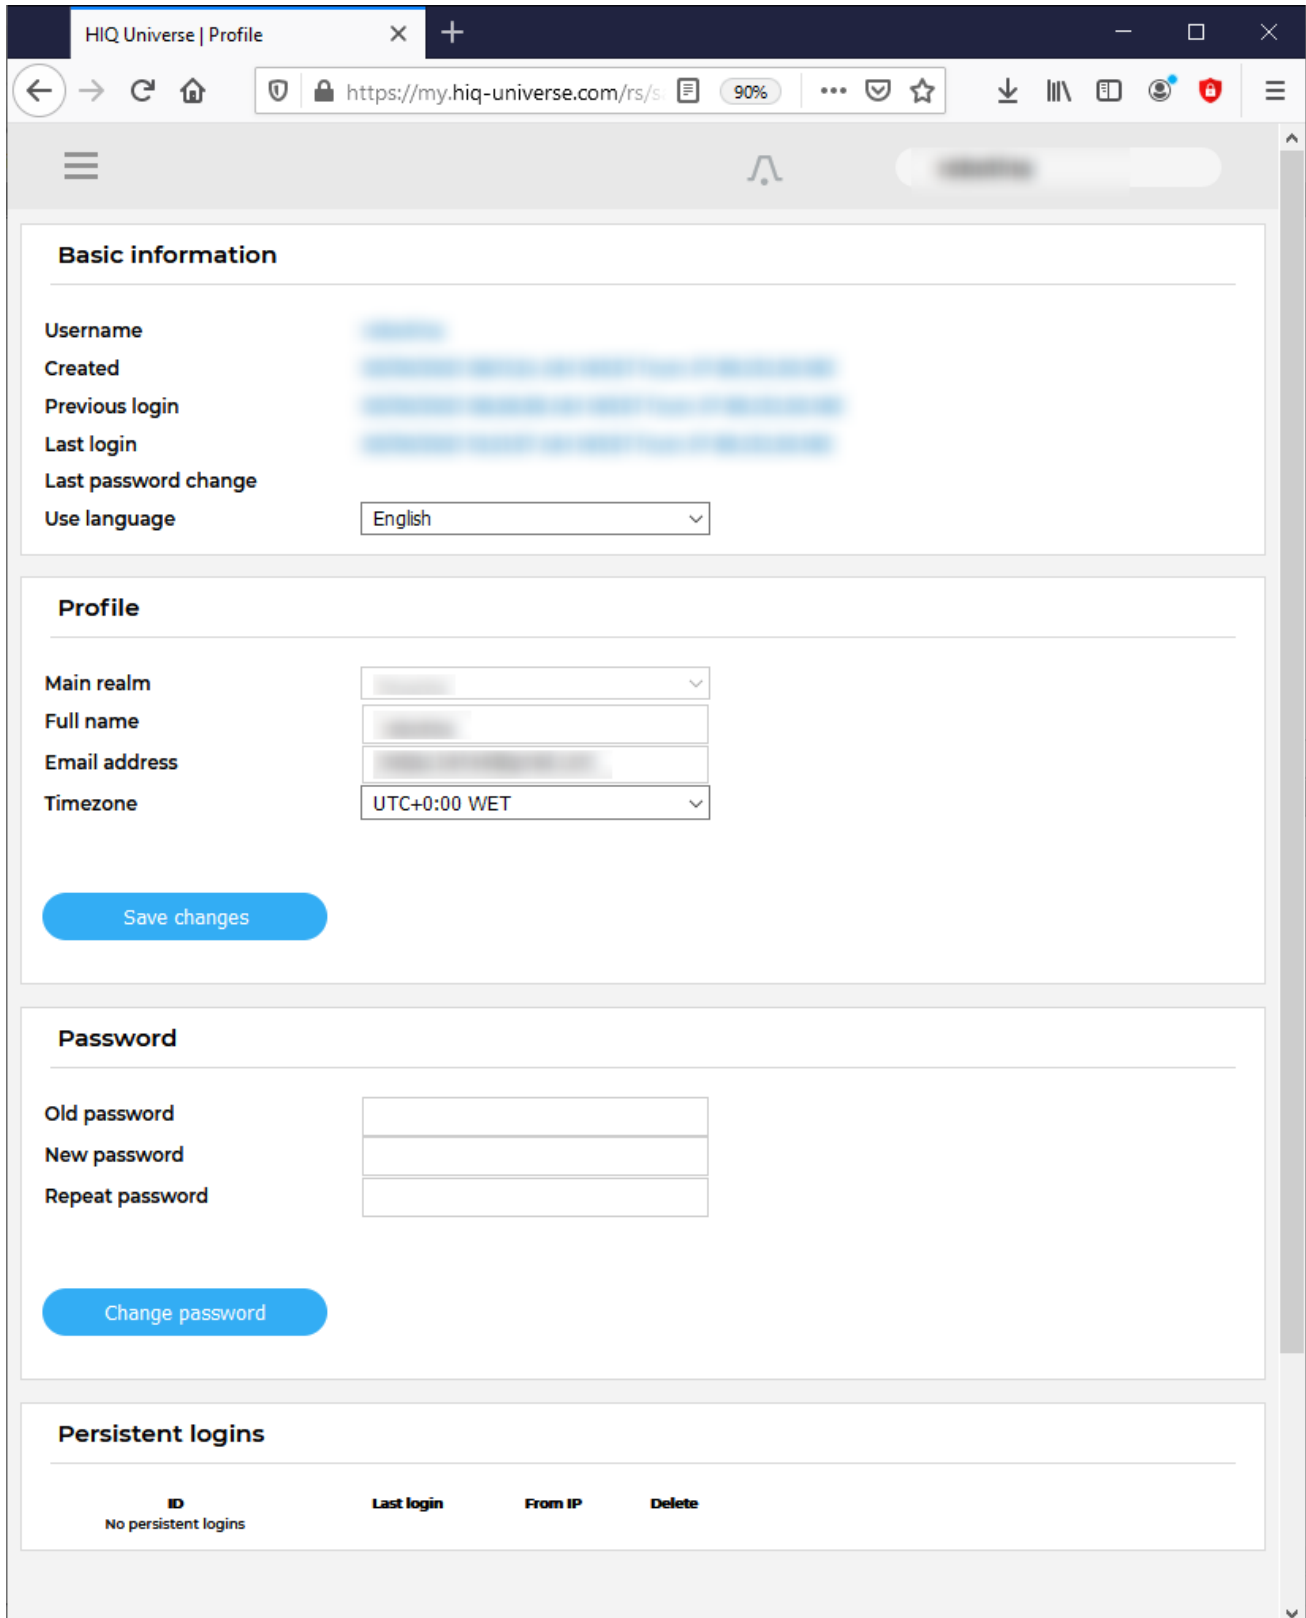 HIQ Universe | Profile
https://my.hiq-universe.com/rs/s
90%
Basic information
Username
Created
Previous login
Last login
Last password change
Use language English
Profile
Main realm
Full name
Email address
Timezone UTC+0:00 WET
Save changes
Password
Old password
New password
Repeat password
Change password
Persistent logins
ID Last login From IP Delete
No persistent logins